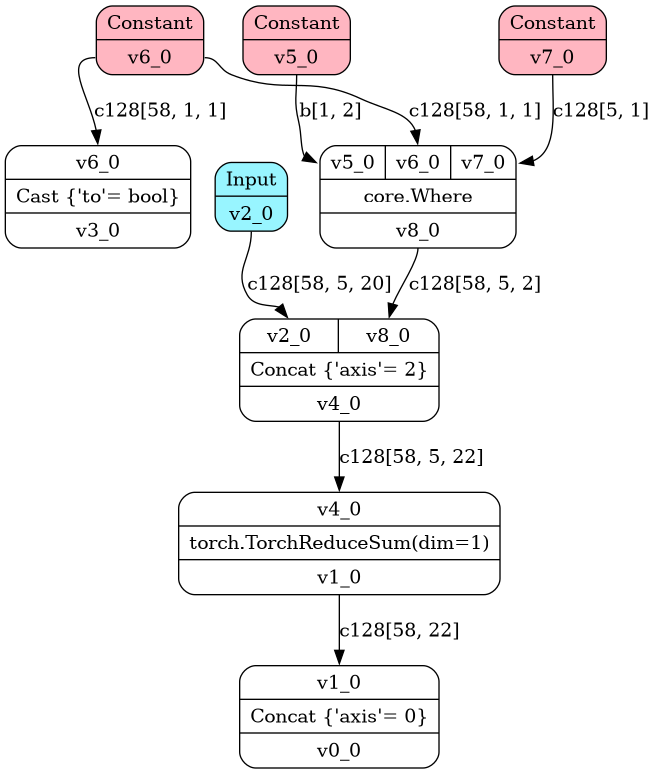 Constant
v6_0
Constant
v5_0
Constant
v7_0
c128[58, 1, 1]
b[1, 2]
c128[58, 1, 1]
c128[5, 1]
v6_0
Cast {'to'= bool}
v3_0
Input
v2_0
v5_0 v6_0 v7_0
core.Where
v8_0
c128[58, 5, 20]
c128[58, 5, 2]
v2_0 v8_0
Concat {'axis'= 2}
v4_0
c128[58, 5, 22]
v4_0
torch.TorchReduceSum(dim=1)
v1_0
c128[58, 22]
v1_0
Concat {'axis'= 0}
v0_0